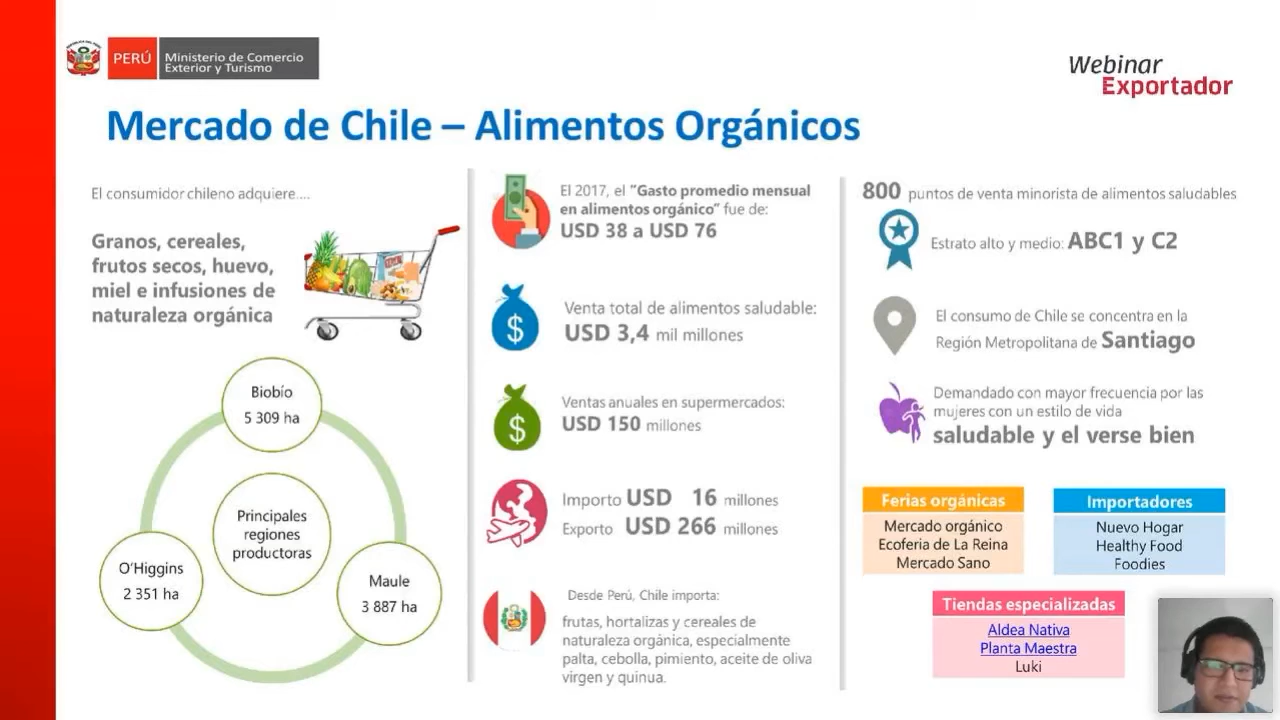 PERÚ
Ministerio de Comercio
Exterior y Turismo
Webinar
Exportador
Mercado de Chile – Alimentos Orgánicos
El consumidor chileno adquiere....
Granos, cereales,
frutos secos, huevo,
miel e infusiones de
naturaleza orgánica
Biobío
5 309 ha
Principales
regiones
productoras
O'Higgins
2 351 ha
Maule
3 887 ha
El 2017, el "Gasto promedio mensual
en alimentos orgánico" fue de:
USD 38 a USD 76
Venta total de alimentos saludable:
USD 3,4 mil millones
Ventas anuales en supermercados:
USD 150 millones
Importo USD 16 millones
Exporto USD 266 millones
Desde Perú, Chile importa:
frutas, hortalizas y cereales de
naturaleza orgánica, especialmente
palta, cebolla, pimiento, aceite de oliva
virgen y quinua.
800 puntos de venta minorista de alimentos saludables
Estrato alto y medio: ABC1 y C2
El consumo de Chile se concentra en la
Región Metropolitana de Santiago
Demandado con mayor frecuencia por las
mujeres con un estilo de vida
saludable y el verse bien
Ferias orgánicas
Mercado orgánico
Ecoferia de La Reina
Mercado Sano
Importadores
Nuevo Hogar
Healthy Food
Foodies
Tiendas especializadas
Aldea Nativa
Planta Maestra
Luki